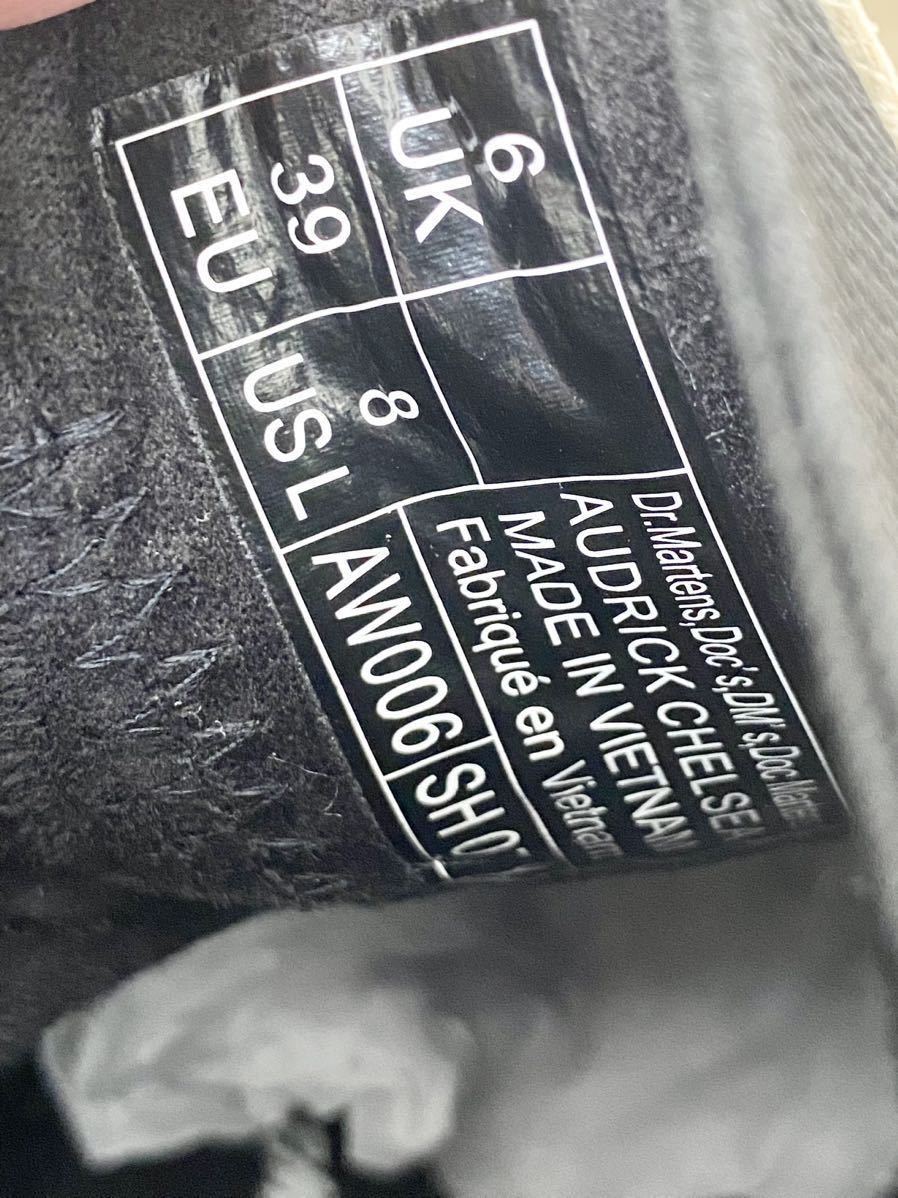 6
UK
39
EU
8
US L
Dr.Martens,Doc's,DM's,Doc
AUDRICK CHELSEA
MADE IN VIETNAM
Fabriqué en Vietnam
AW006
SH